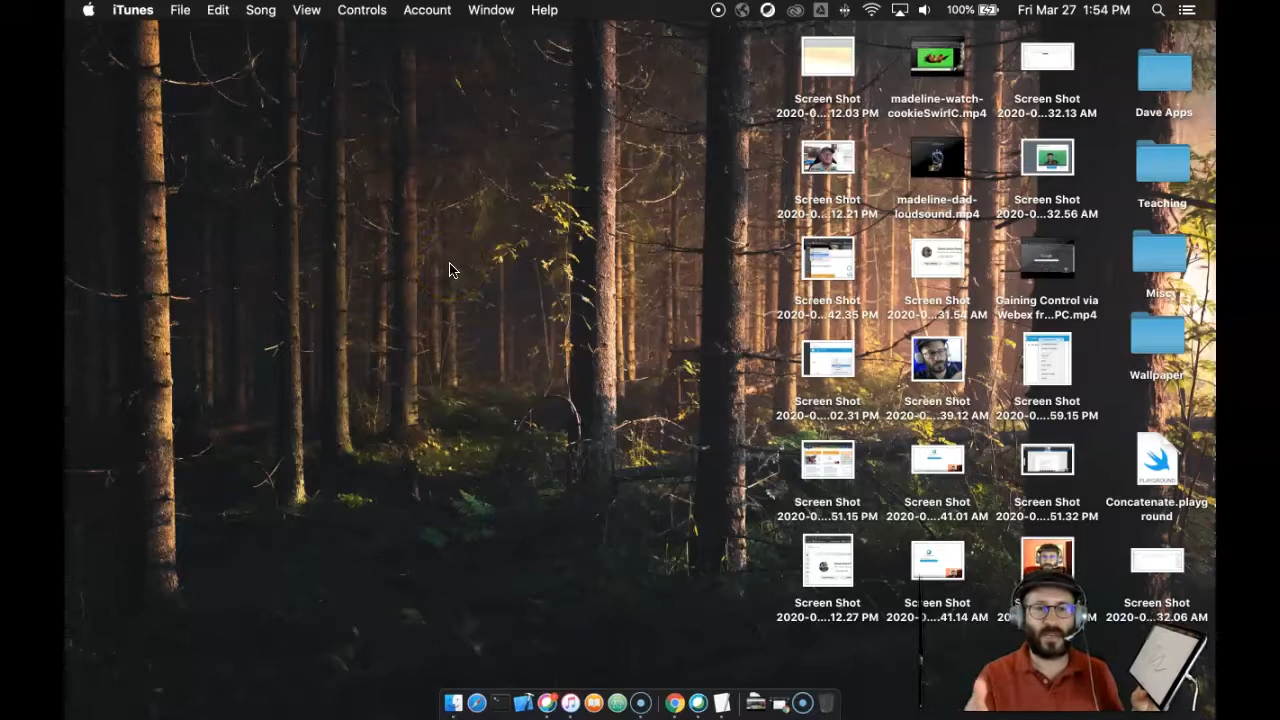 iTunes File Edit Song View Controls Account Window Help 100% Fri Mar 27 1:54 PM
Screen Shot
2020-0....12.03 PM
madeline-watch-
cookieSwirlC.mp4
Screen Shot
2020-0...32.13 AM
Dave Apps
Screen Shot
2020-0....12.21 PM
madeline-dad-
loudsound.mp4
Screen Shot
2020-0...32.56 AM
Teaching
Screen Shot
2020-0...42.35 PM
Screen Shot
2020-0...31.54 AM
Gaining Control via
Webex fr...PC.mp4
Misc
Screen Shot
2020-0....02.31 PM
Screen Shot
2020-0...39.12 AM
Screen Shot
2020-0...59.15 PM
Wallpaper
Screen Shot
2020-0....51.15 PM
Screen Shot
2020-0...41.01 AM
Screen Shot
2020-0...51.32 PM
PLAYGROUND
Concatenate.playg
round
Screen Shot
2020-0....12.27 PM
Screen Shot
2020-0...41.14 AM
Screen Shot
2020-0...32.06 AM